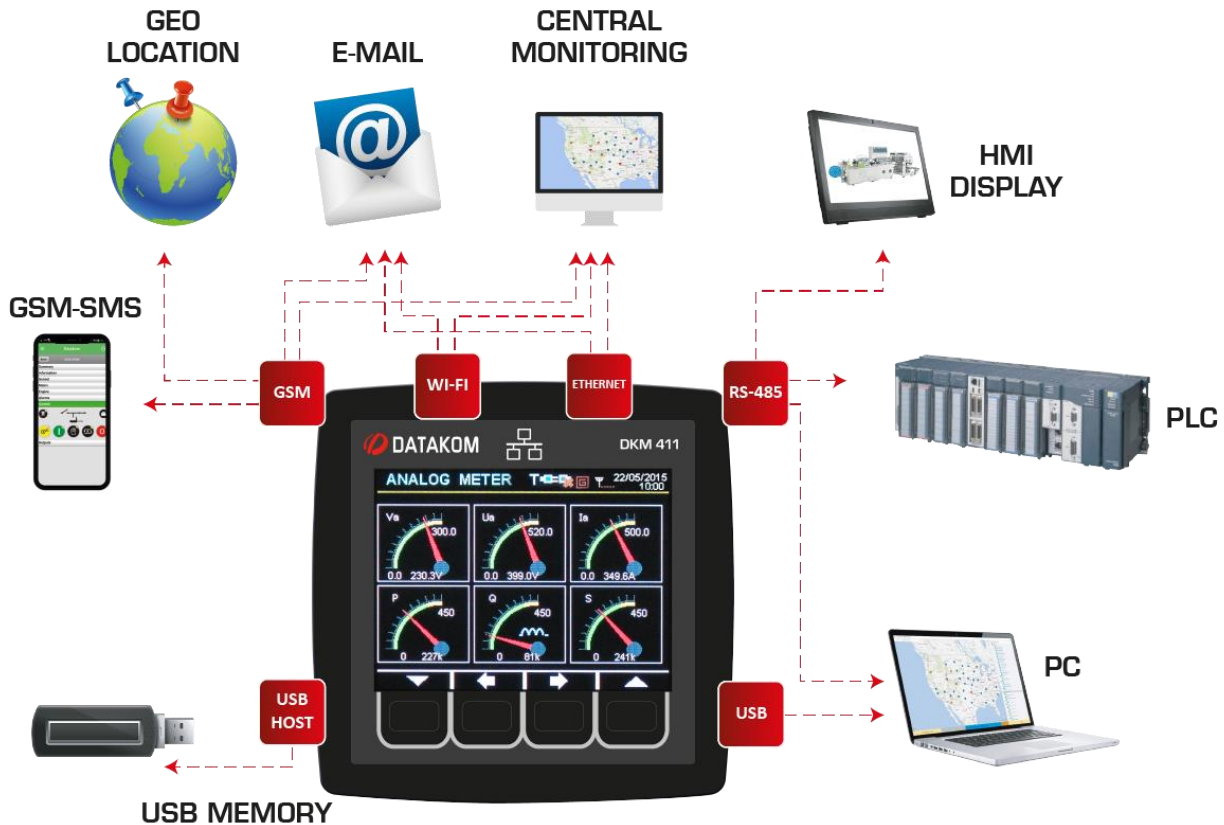 GEO
LOCATION
E-MAIL
CENTRAL
MONITORING
HMI
DISPLAY
GSM-SMS
GSM
WI-FI
ETHERNET
RS-485
PLC
DATAKOM
DKM 411
ANALOG METER
22/05/2015
10:00
Va
300.0
0.0 230.3V
Ua
520.0
0.0 399.0V
Ia
500.0
0.0 349.6A
P
450
0 227k
Q
450
0 81k
S
450
0 241k
USB
HOST
USB
PC
USB MEMORY